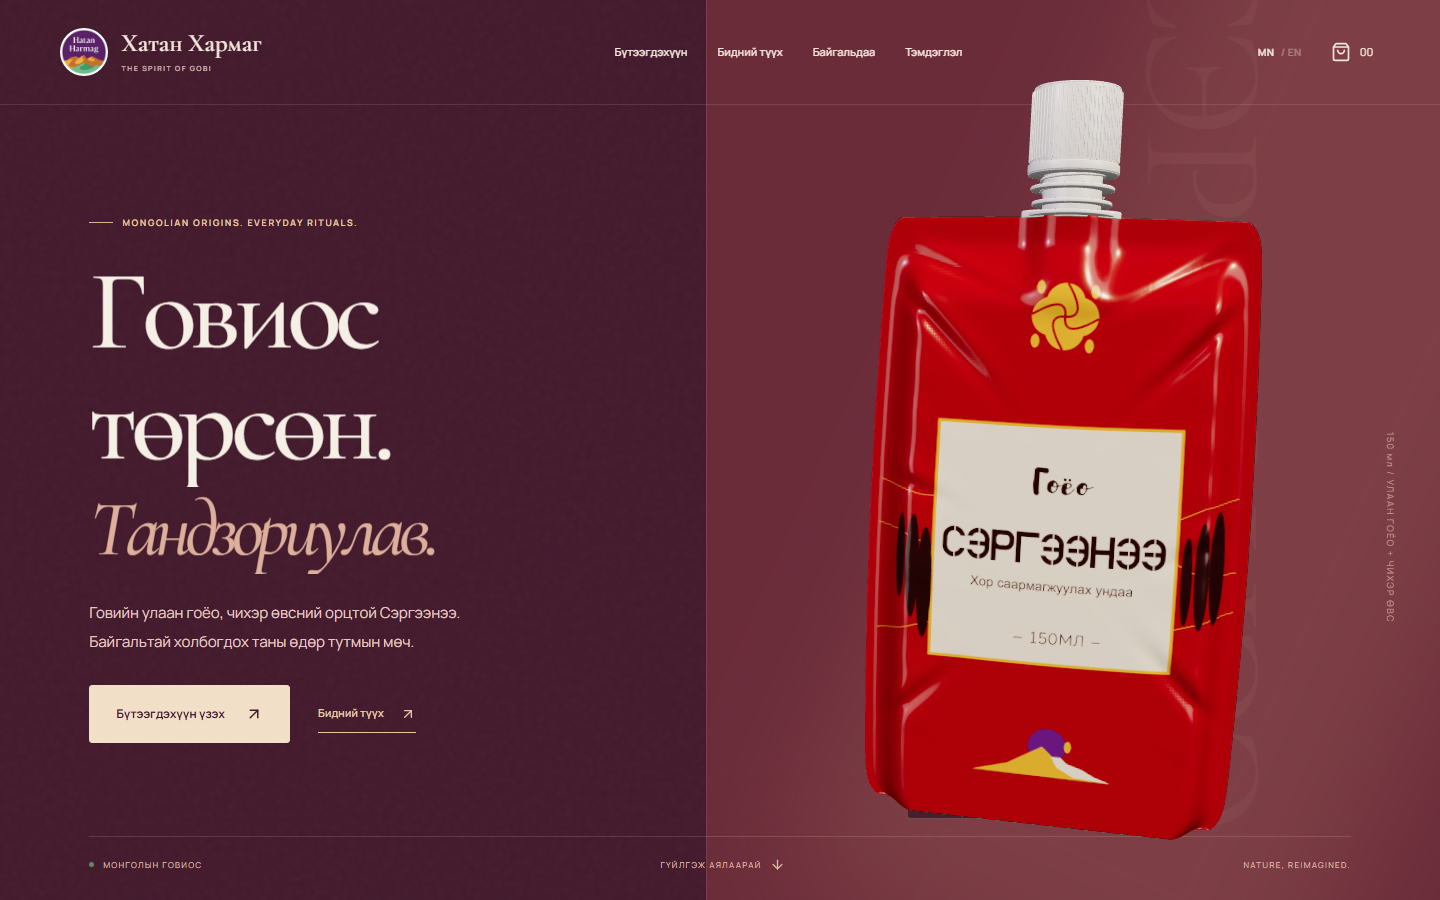 Hatan
Harmag
Хатан Хармаг
THE SPIRIT OF GOBI
Бүтээгдэхүүн
Бидний түүх
Байгальдаа
Тэмдэглэл
MN / EN
00
MONGOLIAN ORIGINS. EVERYDAY RITUALS.
Говиос
төрсөн.
Тандзориулав.
Говийн улаан гоёо, чихэр өвсний орцтой Сэргээнээ.
Байгальтай холбогдох таны өдөр тутмын мөч.
Бүтээгдэхүүн үзэх
Бидний түүх
Гоёо
СЭРГЭЭНЭЭ
Хор саармагжуулах ундаа
– 150МЛ –
150 мл / УЛААН ГОЁО + ЧИХЭР ӨВС
МОНГОЛЫН ГОВИОС
ГҮЙЛГЭЖ АЯЛААРАЙ
NATURE, REIMAGINED.